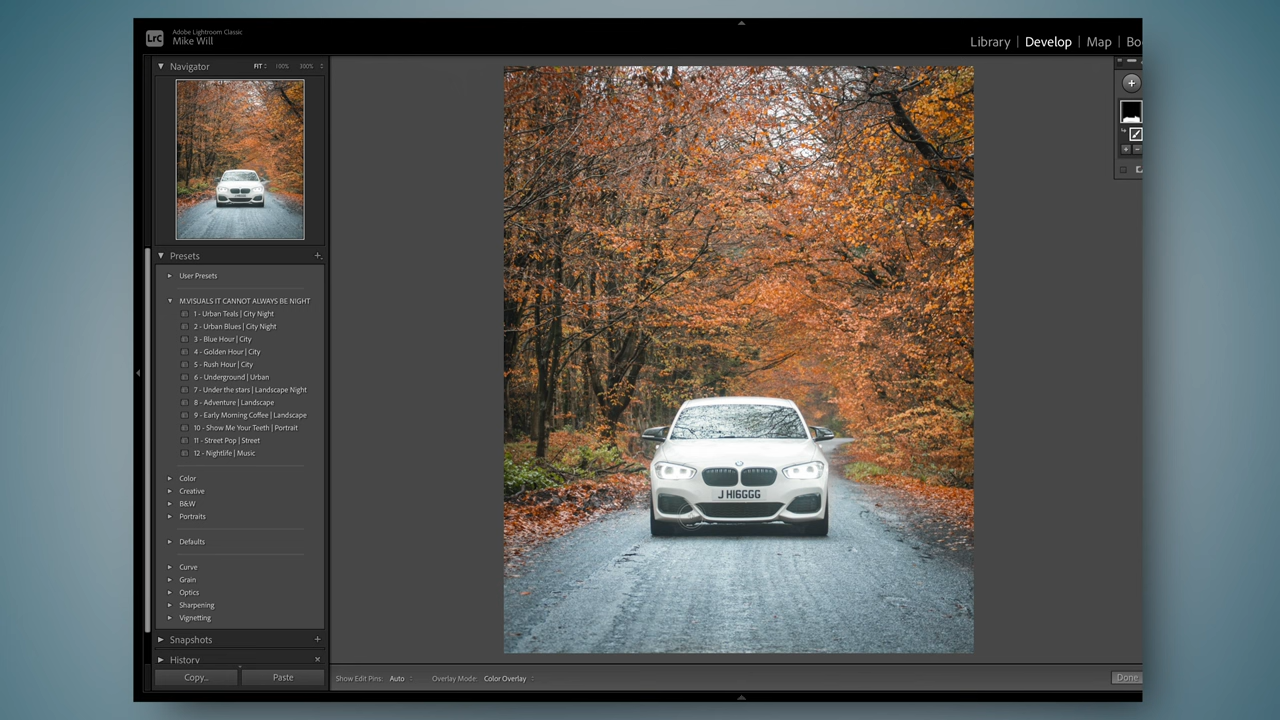 LrC
Adobe Lightroom Classic
Mike Will
Library | Develop | Map | Bo
Navigator
FIT 100% 300%
Presets
User Presets
M.VISUALS IT CANNOT ALWAYS BE NIGHT
1 - Urban Teals | City Night
2 - Urban Blues | City Night
3 - Blue Hour | City
4 - Golden Hour | City
5 - Rush Hour | City
6 - Underground | Urban
7 - Under the stars | Landscape Night
8 - Adventure | Landscape
9 - Early Morning Coffee | Landscape
10 - Show Me Your Teeth | Portrait
11 - Street Pop | Street
12 - Nightlife | Music
Color
Creative
B&W
Portraits
Defaults
Curve
Grain
Optics
Sharpening
Vignetting
Snapshots
History
Copy...
Paste
J H16GGG
Show Edit Pins: Auto
Overlay Mode: Color Overlay
Done